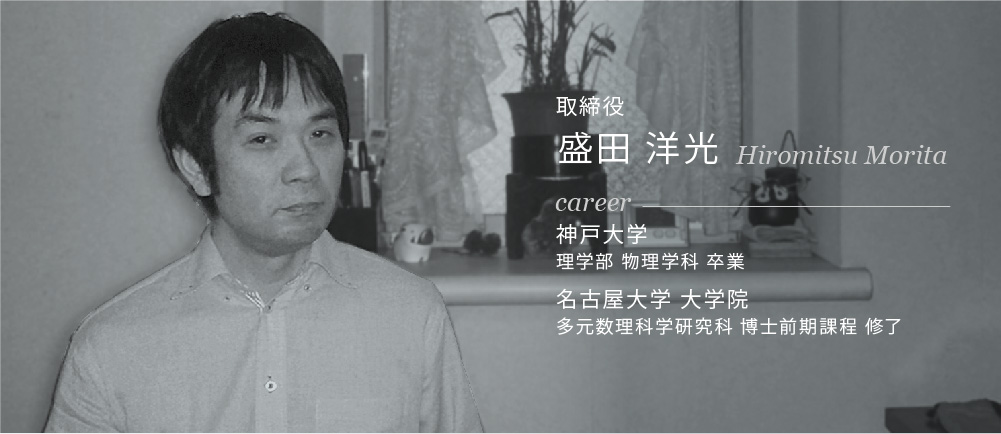 取締役
盛田 洋光 Hiromitsu Morita
career
神戸大学
理学部 物理学科 卒業
名古屋大学 大学院
多元数理科学研究科 博士前期課程 修了